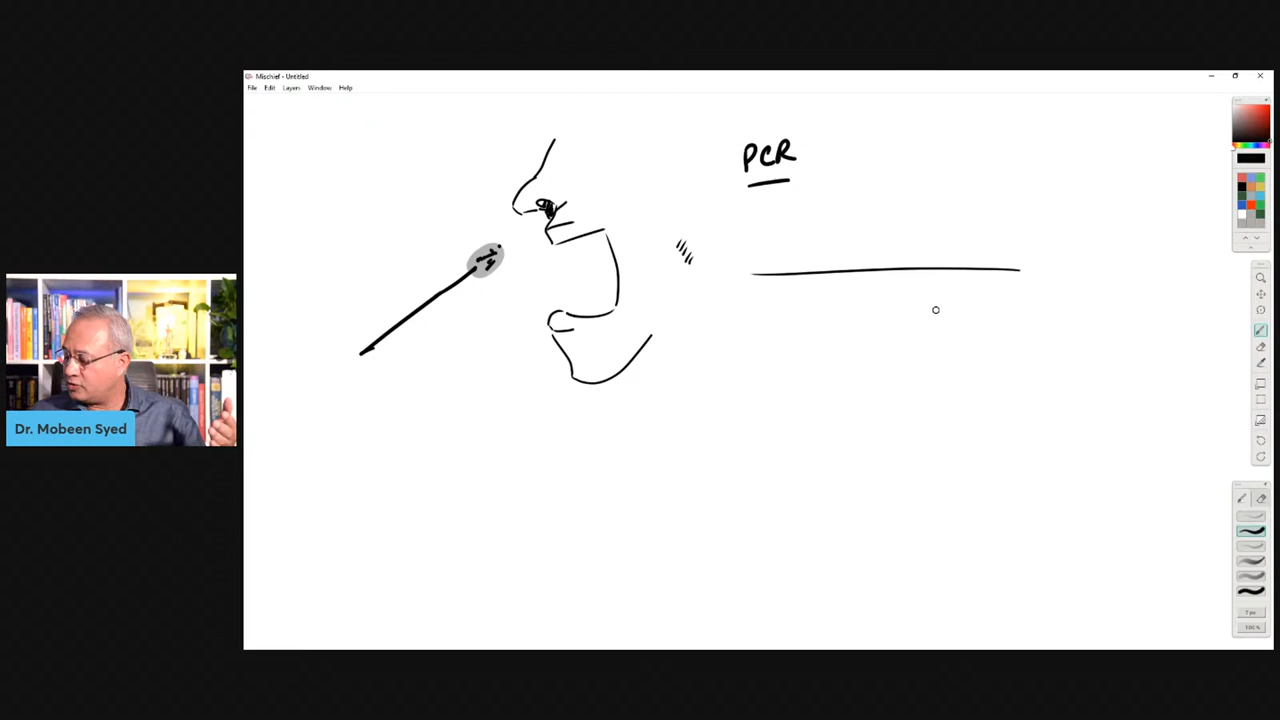 Mischief - Untitled
File Edit Layers Window Help
PCR
Dr. Mobeen Syed